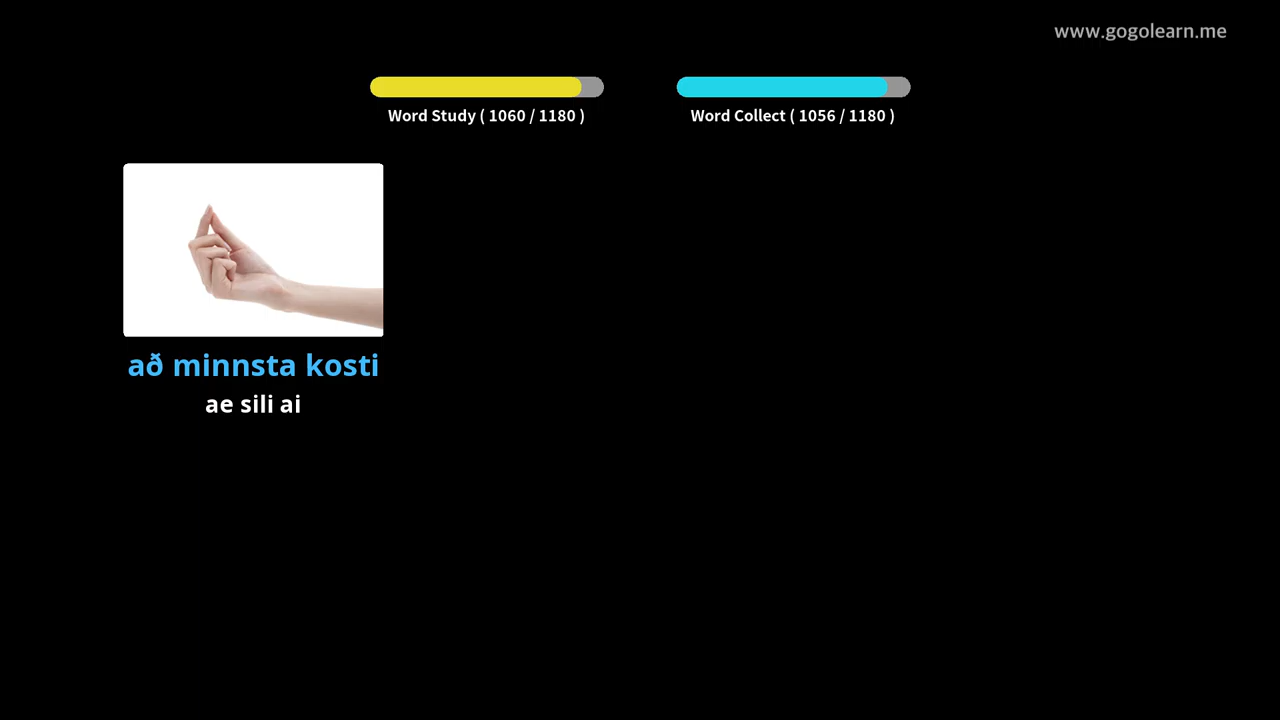 www.gogolearn.me
Word Study ( 1060 / 1180 )
Word Collect ( 1056 / 1180 )
að minnsta kosti
ae sili ai